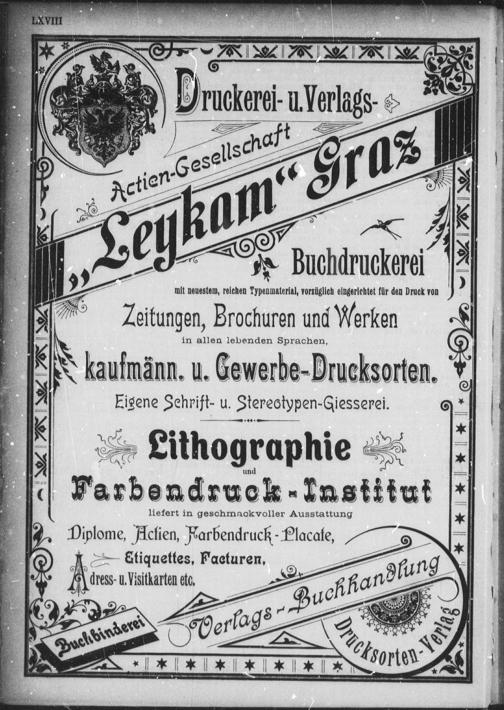 LXVIII
Druckerei- u. Verlags-
Actien-Gesellschaft
„Leykam“ Graz
Buchdruckerei
mit neuestem, reichen Typenmaterial, vorzüglich eingerichtet für den Druck von
Zeitungen, Brochuren und Werken
in allen lebenden Sprachen,
kaufmänn. u. Gewerbe-Drucksorten.
Eigene Schrift- u. Stereotypen-Giesserei.
Lithographie
und
Farbendruck-Institut
liefert in geschmackvoller Ausstattung
Diplome, Actien, Farbendruck-Placate,
Etiquettes, Facturen,
Adress- u. Visitkarten etc.
Buchbinderei
Verlags-Buchhandlung
Drucksorten-Verlag